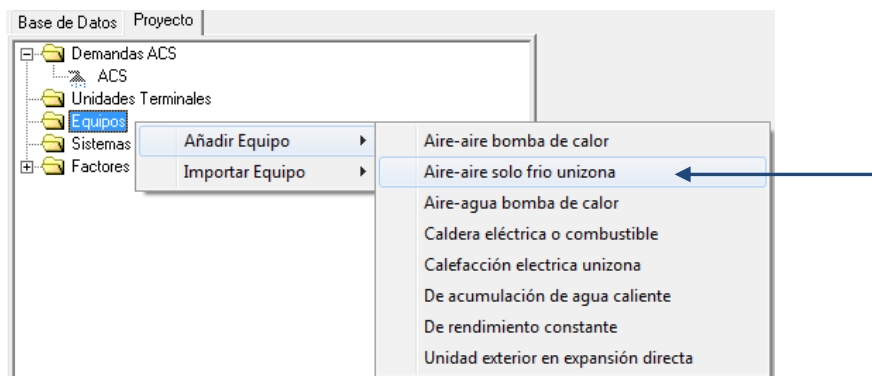 Base de Datos Proyecto
Demandas ACS
ACS
Unidades Terminales
Equipos
Sistemas
Factores
Añadir Equipo
Importar Equipo
Aire-aire bomba de calor
Aire-aire solo frio unizona
Aire-agua bomba de calor
Caldera eléctrica o combustible
Calefacción electrica unizona
De acumulación de agua caliente
De rendimiento constante
Unidad exterior en expansión directa